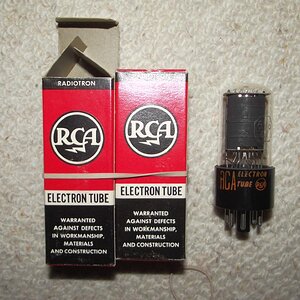 RADIOTRON
RCA
ELECTRON TUBE
WARRANTED
AGAINST DEFECTS
IN WORKMANSHIP,
MATERIALS
AND CONSTRUCTION
RCA
ELECTRON TUBE
WARRANTED
AGAINST DEFECTS
IN WORKMANSHIP,
MATERIALS
AND CONSTRUCTION
RCA ELECTRON
TUBE RCA